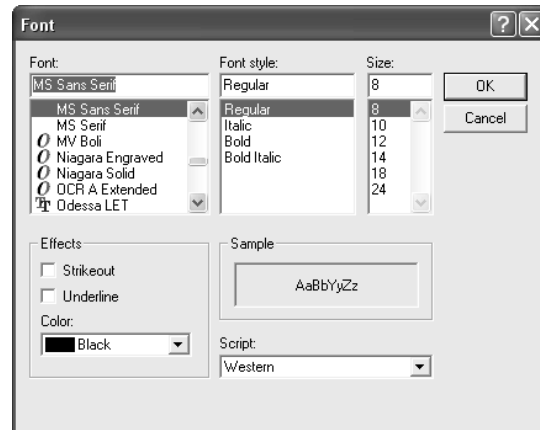 Font
Font:
MS Sans Serif
MS Sans Serif
MS Serif
MV Boli
Niagara Engraved
Niagara Solid
OCR A Extended
Odessa LET
Font style:
Regular
Regular
Italic
Bold
Bold Italic
Size:
8
8
10
12
14
18
24
OK
Cancel
Effects
Strikeout
Underline
Color:
Black
Sample
AaBbYyZz
Script:
Western